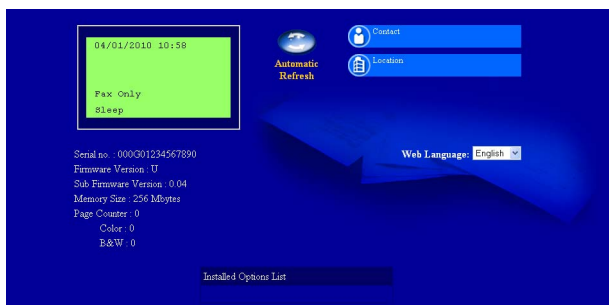 04/01/2010 10:58
Fax Only
Sleep
Automatic
Refresh
Contact
Location
Serial no. : 000G01234567890
Firmware Version : U
Sub Firmware Version : 0.04
Memory Size : 256 Mbytes
Page Counter : 0
Color : 0
B&W : 0
Web Language: English
Installed Options List